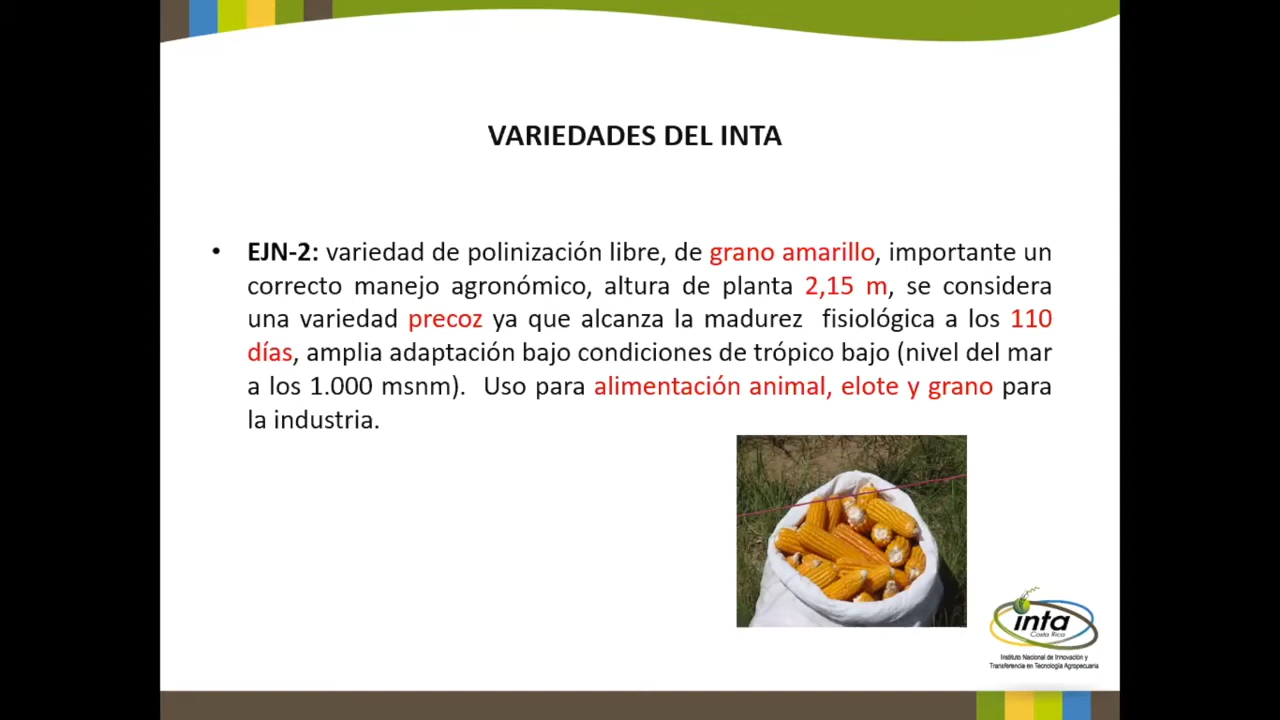 VARIEDADES DEL INTA
• EJN-2: variedad de polinización libre, de grano amarillo, importante un
correcto manejo agronómico, altura de planta 2,15 m, se considera
una variedad precoz ya que alcanza la madurez fisiológica a los 110
días, amplia adaptación bajo condiciones de trópico bajo (nivel del mar
a los 1.000 msnm). Uso para alimentación animal, elote y grano para
la industria.
inta
Costa Rica
Instituto Nacional de Innovación y
Transferencia en Tecnología Agropecuaria